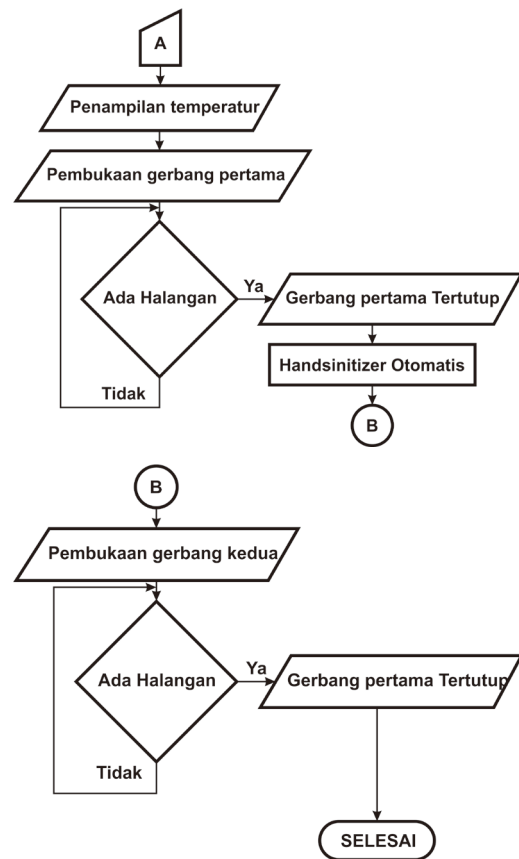 A
Penampilan temperatur
Pembukaan gerbang pertama
Ada Halangan
Ya
Gerbang pertama Tertutup
Tidak
Handsinitizer Otomatis
B
B
Pembukaan gerbang kedua
Ada Halangan
Ya
Gerbang pertama Tertutup
Tidak
SELESAI